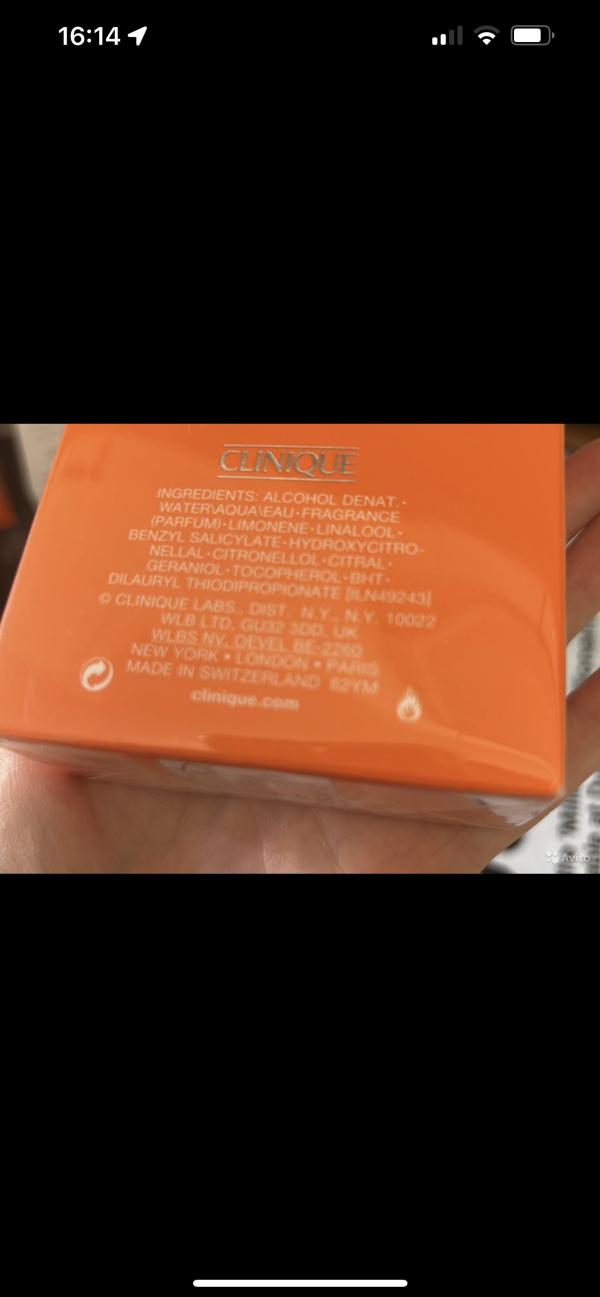 16:14
CLINIQUE
INGREDIENTS: ALCOHOL DENAT.•
WATER\AQUA\EAU•FRAGRANCE
(PARFUM)•LIMONENE•LINALOOL•
BENZYL SALICYLATE•HYDROXYCITRO-
NELLAL•CITRONELLOL•CITRAL•
GERANIOL•TOCOPHEROL•BHT•
DILAURYL THIODIPROPIONATE [ILN49243]
© CLINIQUE LABS., DIST. N.Y., N.Y. 10022
WLB LTD. GU32 3DD, UK
WLBS NV. OEVEL BE-2260
NEW YORK • LONDON • PARIS
MADE IN SWITZERLAND 62YM
clinique.com
Avito